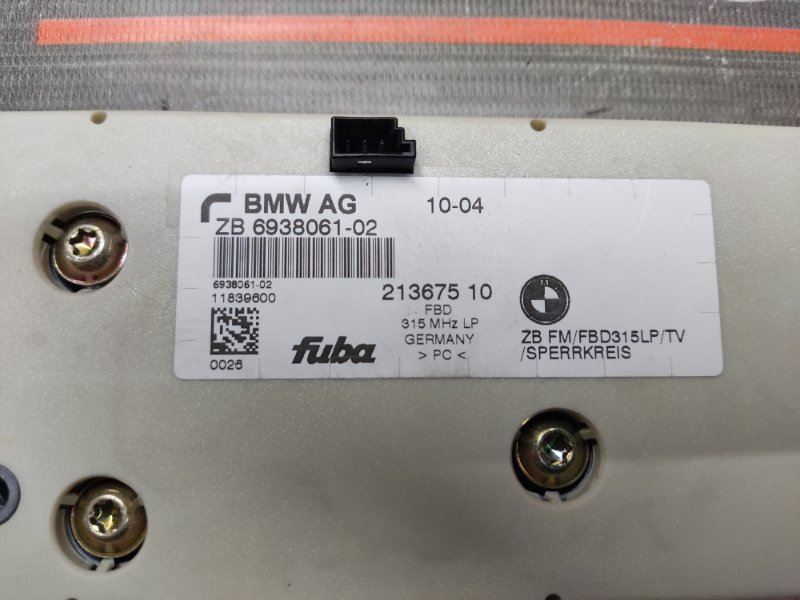 BMW AG 10-04
ZB 6938061-02
6938061-02
11839600
213675 10
FBD
315 MHz LP
GERMANY
> PC <
fuba
0026
ZB FM/FBD315LP/TV
/SPERRKREIS